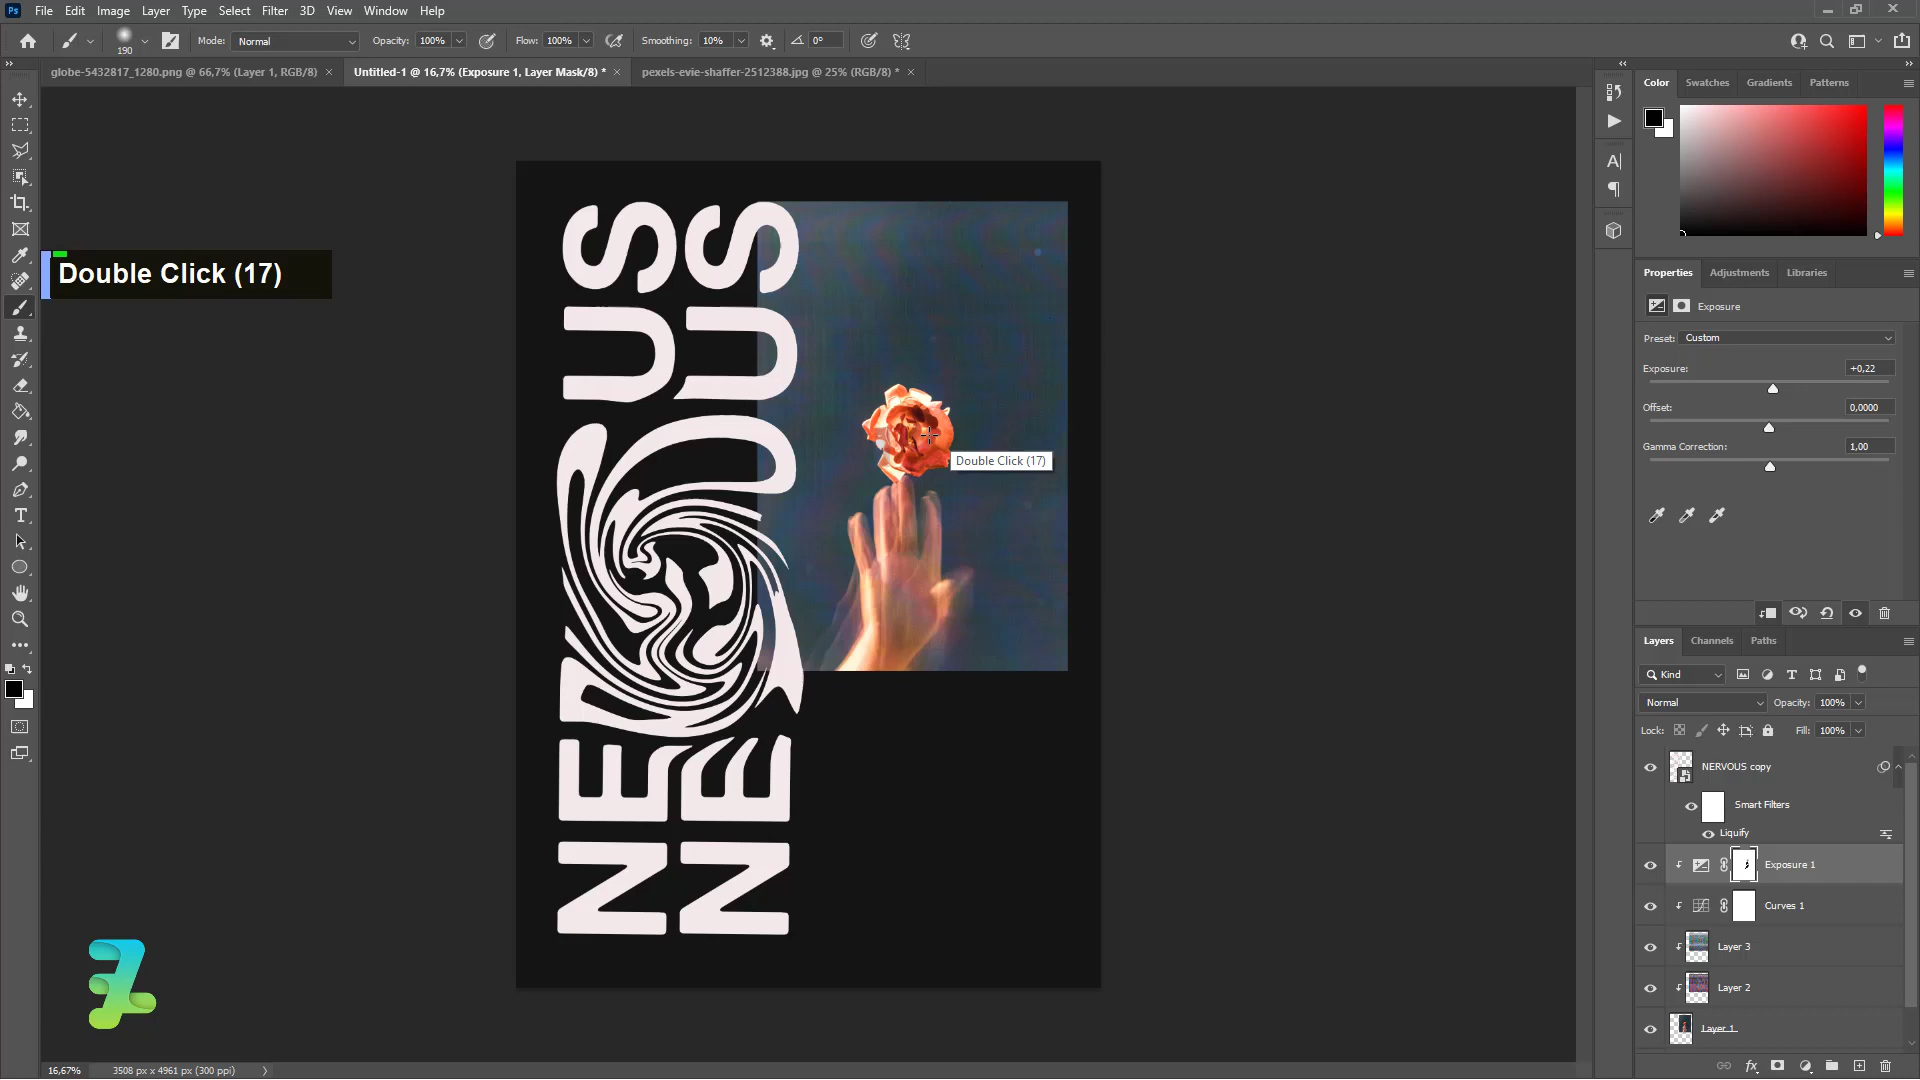 Ps File Edit Image Layer Type Select Filter 3D View Window Help
190 Mode: Normal Opacity: 100% Flow: 100% Smoothing: 10% 0°
globe-5432817_1280.png @ 66,7% (Layer 1, RGB/8) × Untitled-1 @ 16,7% (Exposure 1, Layer Mask/8) * × pexels-evie-shaffer-2512388.jpg @ 25% (RGB/8) * ×
Double Click (17)
NERVOUS
NERVOUS
Double Click (17)
Color Swatches Gradients Patterns
Properties Adjustments Libraries
Exposure
Preset: Custom
Exposure: +0,22
Offset: 0,0000
Gamma Correction: 1,00
Layers Channels Paths
Kind
Normal Opacity: 100%
Lock: Fill: 100%
NERVOUS copy
Smart Filters
Liquify
Exposure 1
Curves 1
Layer 3
Layer 2
Layer 1
fx
16,67% 3508 px x 4961 px (300 ppi)